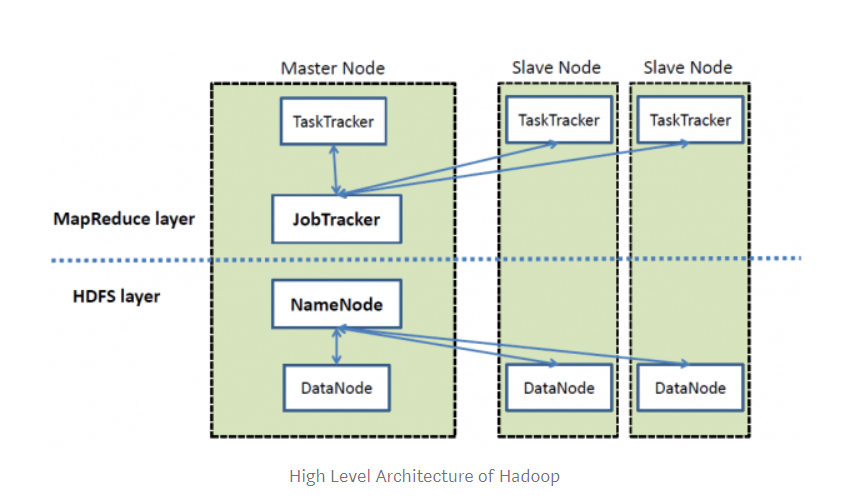 Master Node
Slave Node
Slave Node
TaskTracker
TaskTracker
TaskTracker
MapReduce layer
JobTracker
HDFS layer
NameNode
DataNode
DataNode
DataNode
High Level Architecture of Hadoop